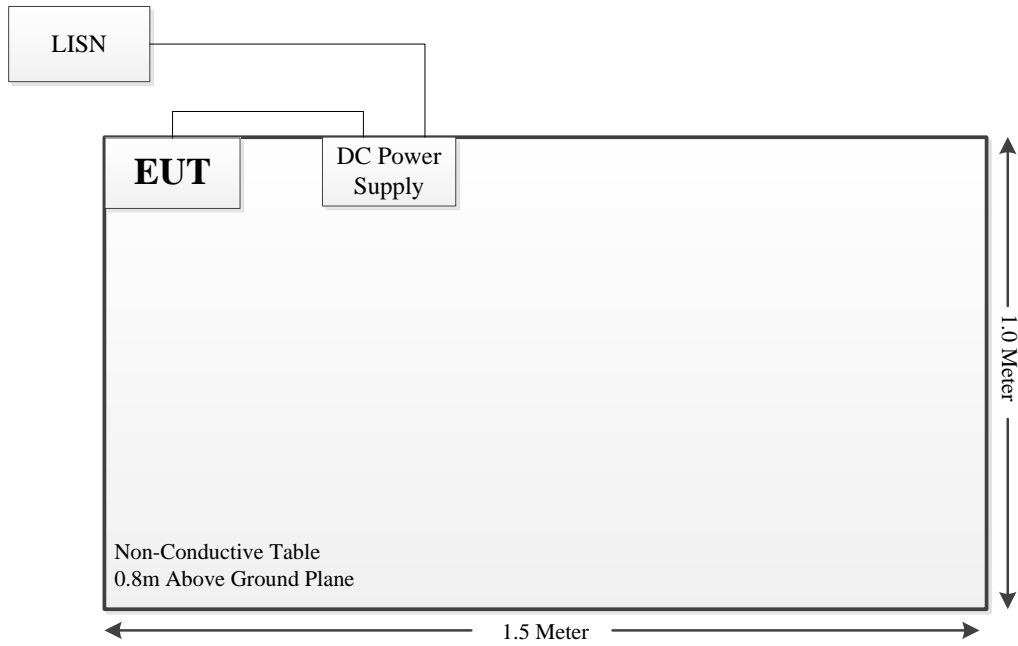 LISN
EUT
DC Power
Supply
1.0 Meter
Non-Conductive Table
0.8m Above Ground Plane
1.5 Meter